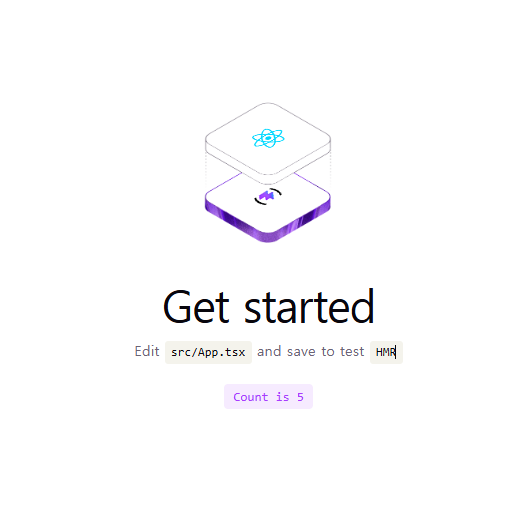 Get started
Edit src/App.tsx and save to test HMR
Count is 5